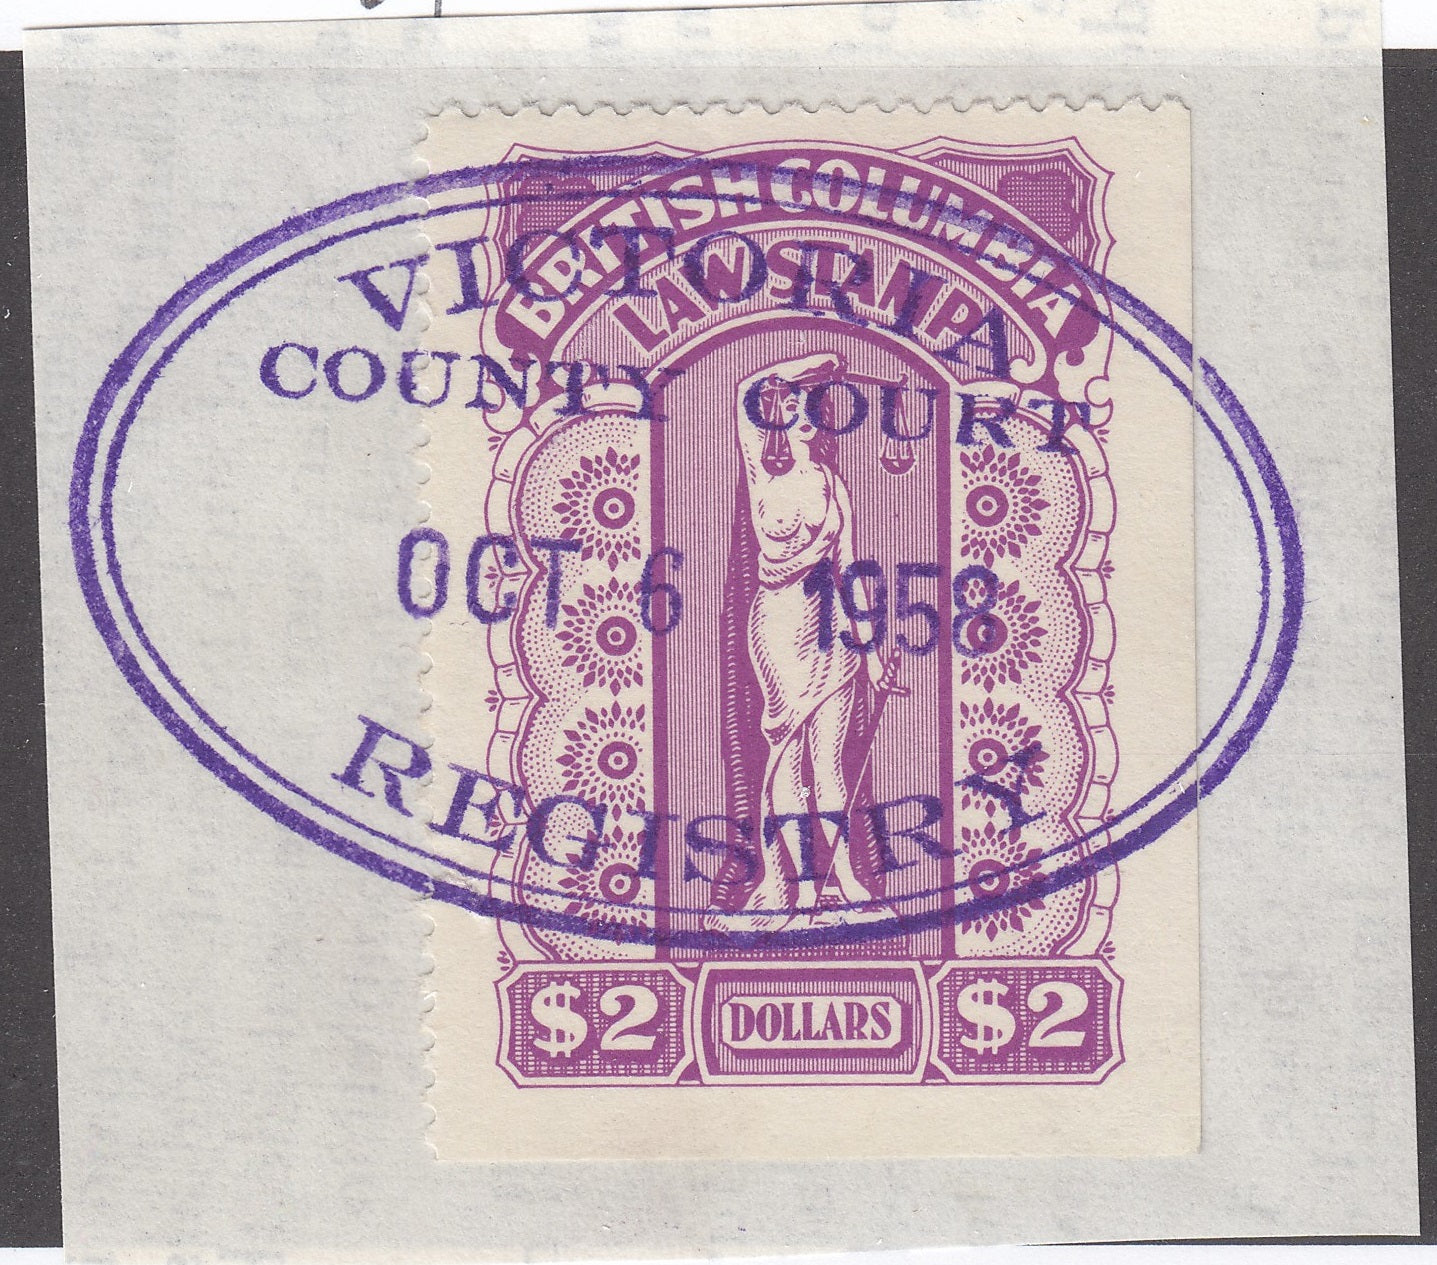 BRITISH COLUMBIA
LAW STAMP
VICTORIA
COUNTY COURT
OCT 6 1958
REGISTRY
$2 DOLLARS $2